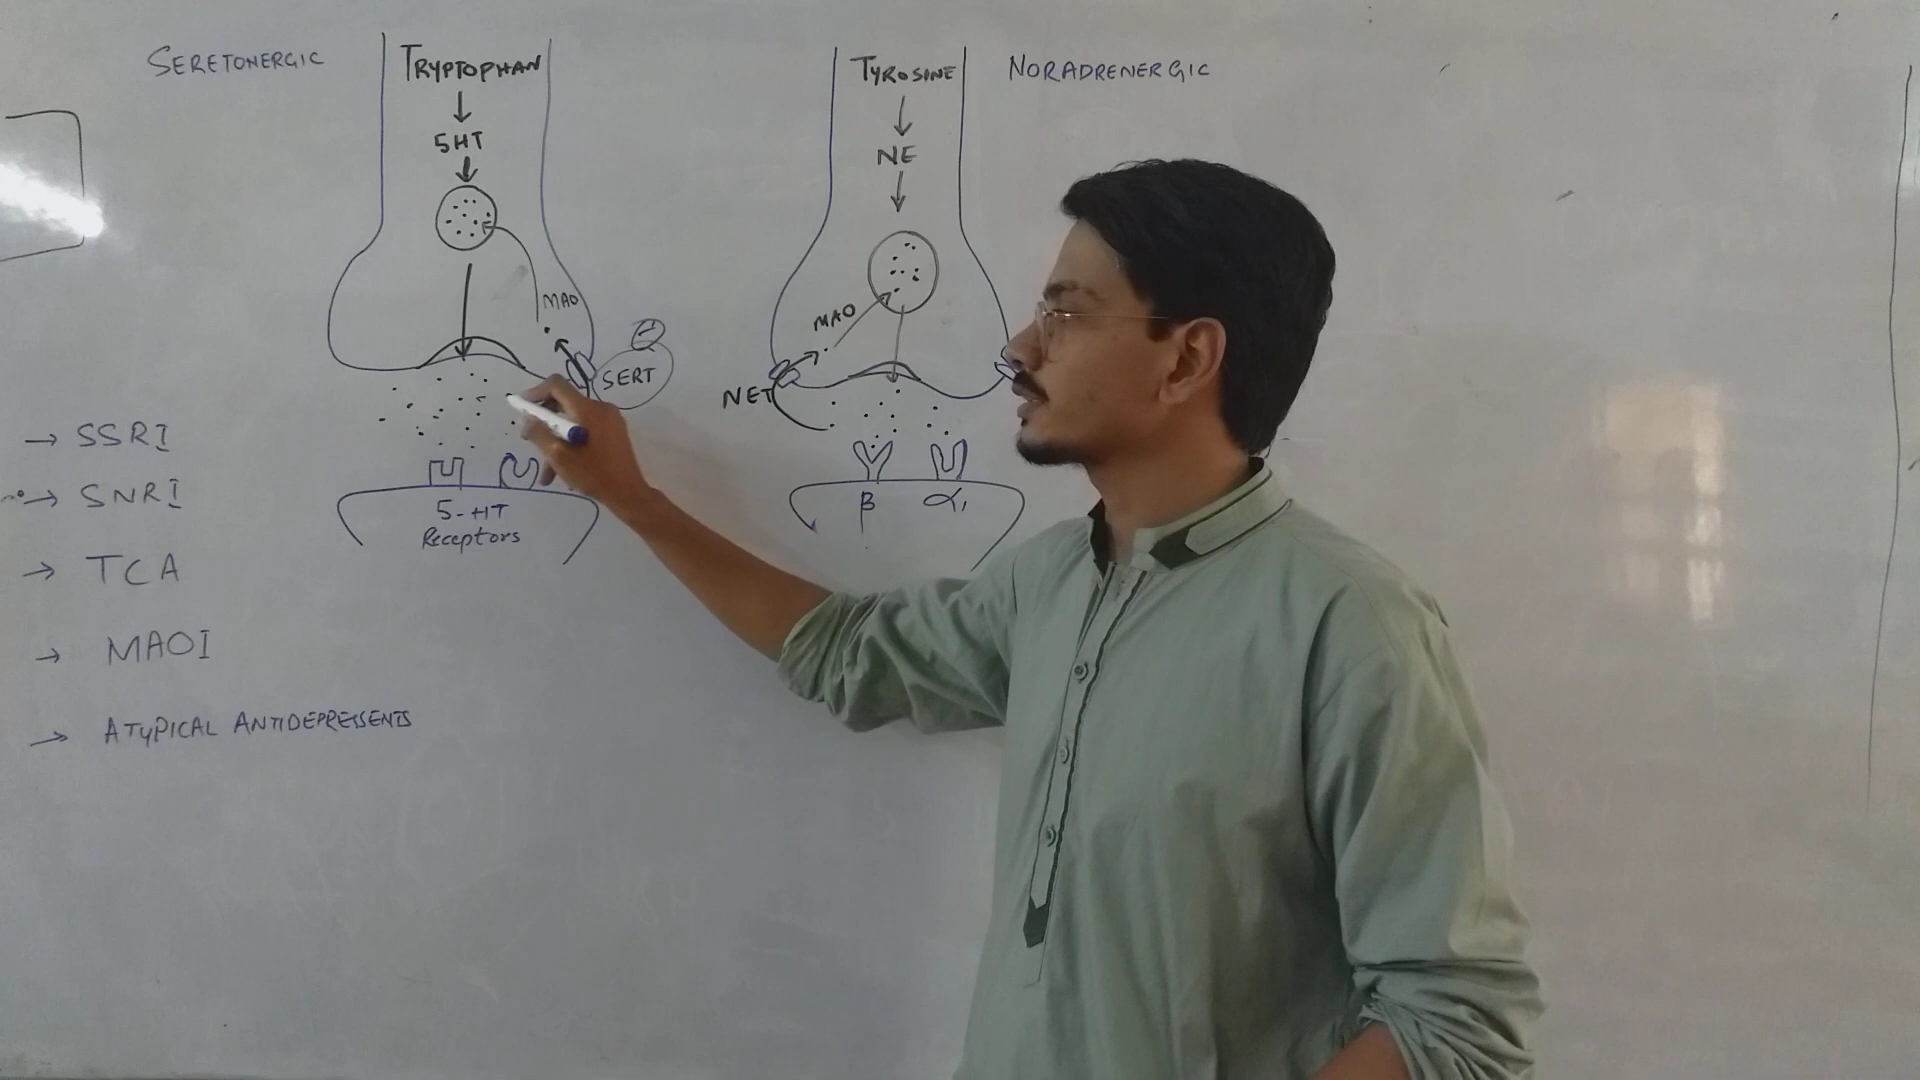 SERETONERGIC
TRYPTOPHAN
5HT
MAO
SERT
5-HT
Receptors
TYROSINE
NORADRENERGIC
NE
MAO
NET
β
α1
→ SSRI
→ SNRI
→ TCA
→ MAOI
→ ATYPICAL ANTIDEPRESSENTS